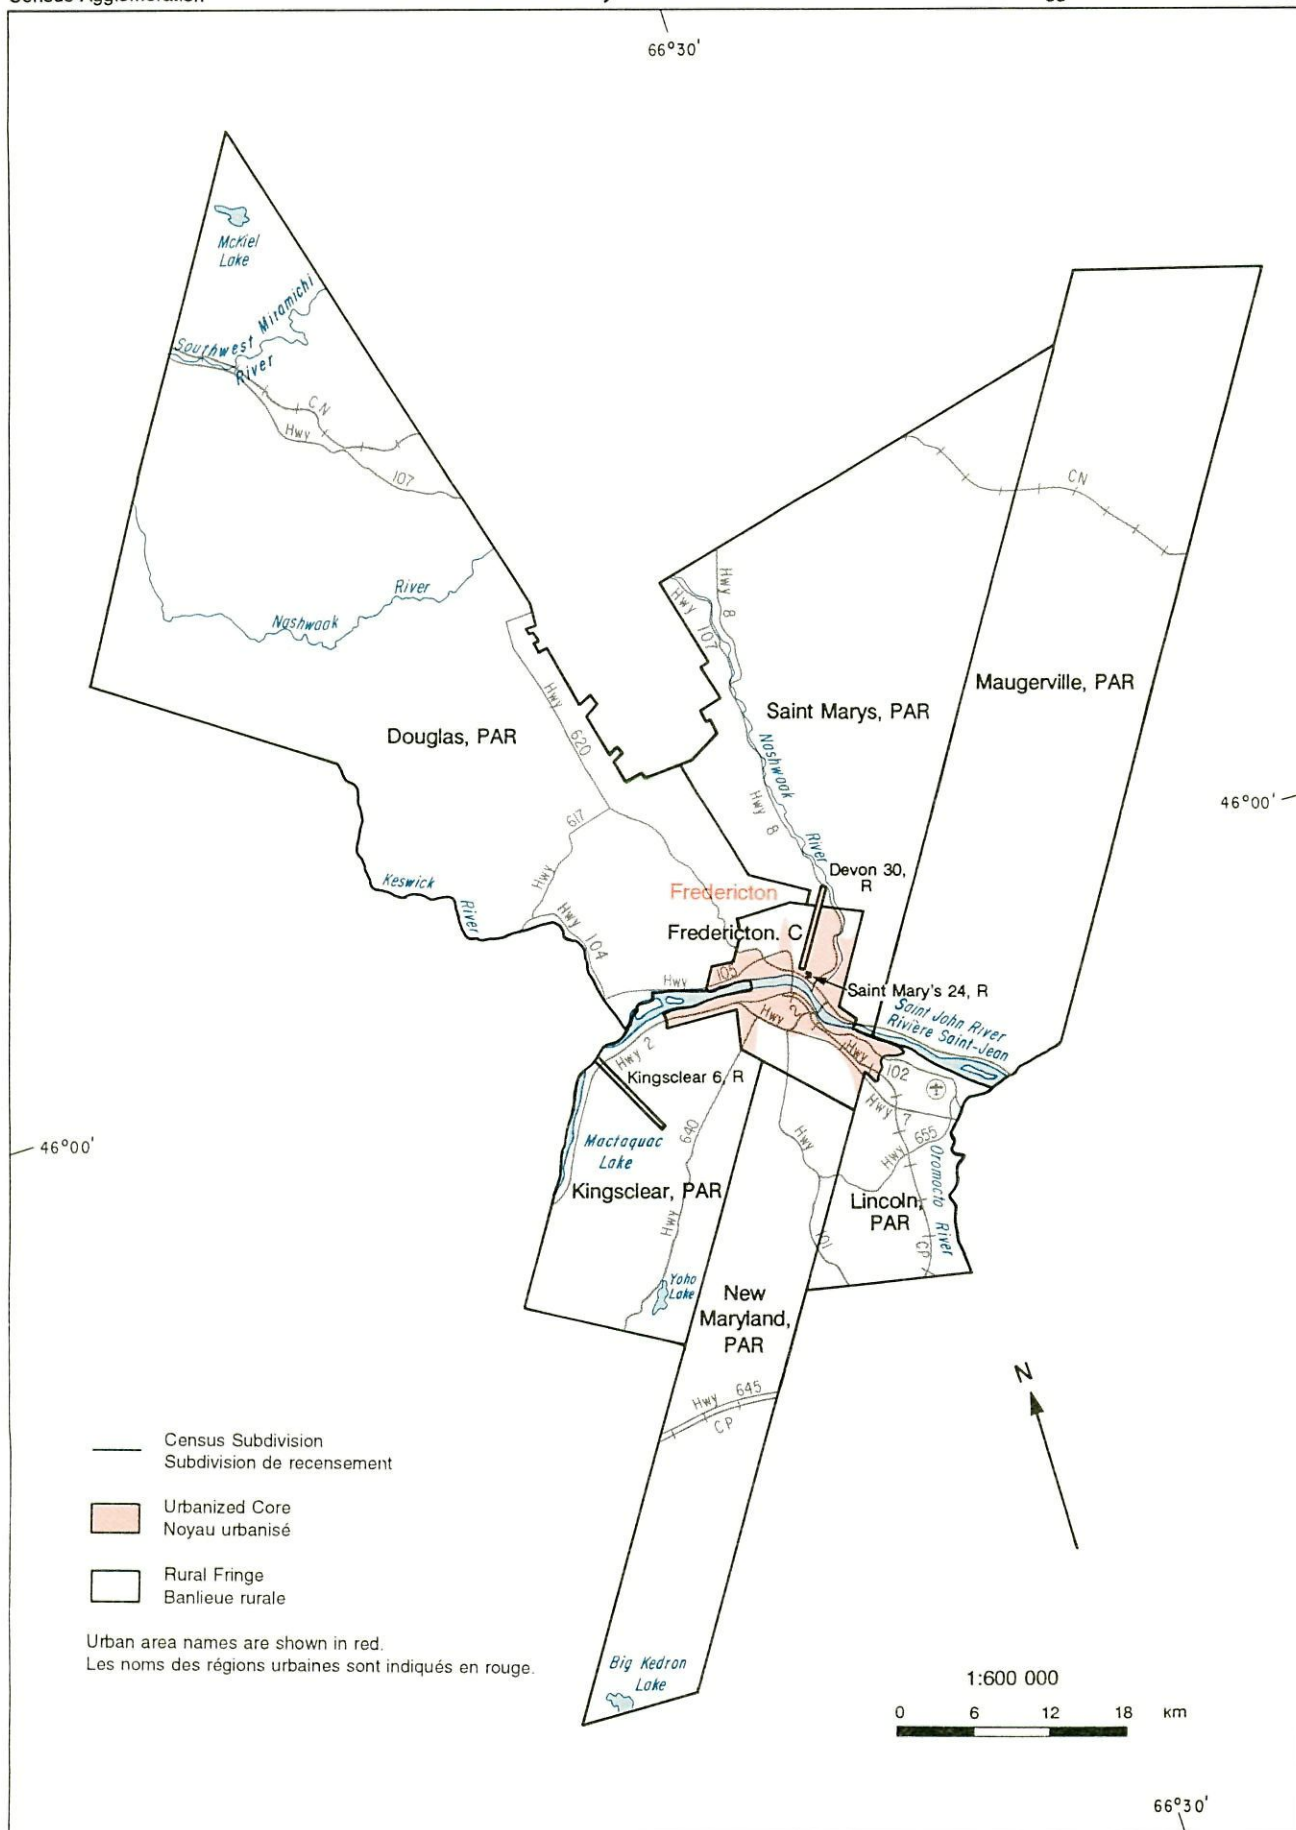 66°30'
McKiel
Lake
Southwest Miramichi
River
CN
Hwy
107
CN
Nashwaak River
Hwy 8
Hwy 107
Maugerville, PAR
Saint Marys, PAR
Douglas, PAR
Hwy 620
Nashwaak River
Hwy 8
46°00'
Hwy 617
Devon 30,
R
Keswick River
Fredericton
Hwy 104
Fredericton. C
Hwy 105
Saint Mary's 24, R
Saint John River
Rivière Saint-Jean
Hwy 2
Hwy 2
Hwy
102
Kingsclear 6, R
Hwy 7
Hwy 655
46°00'
Mactaquac
Lake
Hwy 640
Hwy 101
Oromocto River
Kingsclear, PAR
Lincoln,
PAR
CP
Yoho
Lake
New
Maryland,
PAR
Hwy 645
CP
N
Census Subdivision
Subdivision de recensement
Urbanized Core
Noyau urbanisé
Rural Fringe
Banlieue rurale
Urban area names are shown in red.
Les noms des régions urbaines sont indiqués en rouge.
Big Kedron
Lake
1:600 000
0 6 12 18 km
66°30'